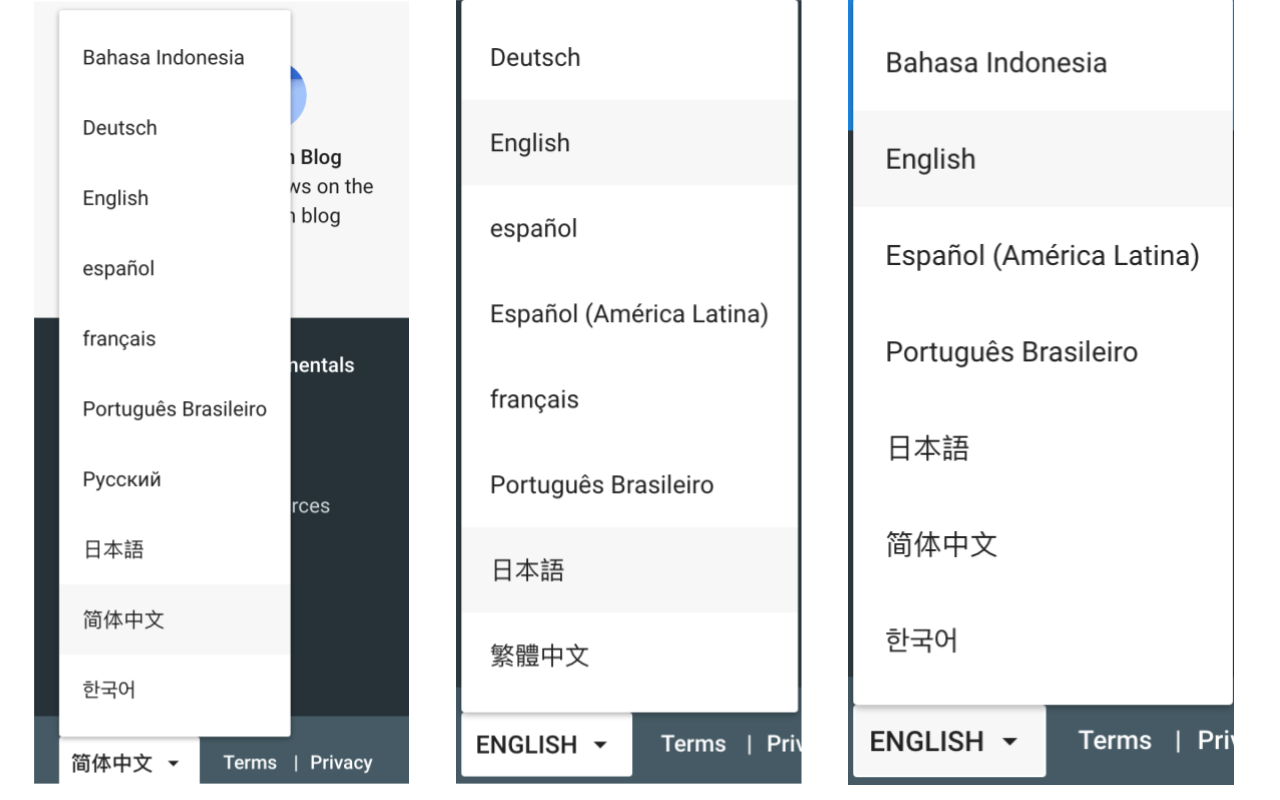 Bahasa Indonesia
Deutsch
English
español
français
Português Brasileiro
Русский
日本語
简体中文
한국어
简体中文
Terms | Privacy
Blog
ws on the
blog
nentals
rces
Deutsch
English
español
Español (América Latina)
français
Português Brasileiro
日本語
繁體中文
ENGLISH
Terms | Priv
Bahasa Indonesia
English
Español (América Latina)
Português Brasileiro
日本語
简体中文
한국어
ENGLISH
Terms | Priv